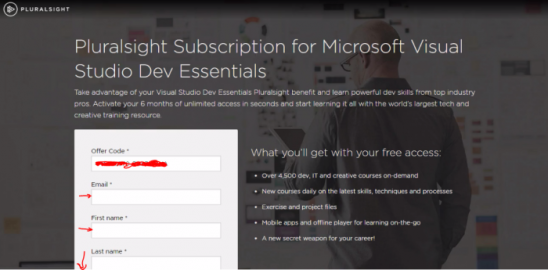 PLURALSIGHT
Pluralsight Subscription for Microsoft Visual
Studio Dev Essentials
Take advantage of your Visual Studio Dev Essentials Pluralsight benefit and learn powerful dev skills from top industry
pros. Activate your 6 months of unlimited access in seconds and start learning it all with the world's largest tech and
creative training resource.
Offer Code *
Email *
First name *
Last name *
What you'll get with your free access:
• Over 4,500 dev, IT and creative courses on-demand
• New courses daily on the latest skills, techniques and processes
• Exercise and project files
• Mobile apps and offline player for learning on-the-go
• A new secret weapon for your career!